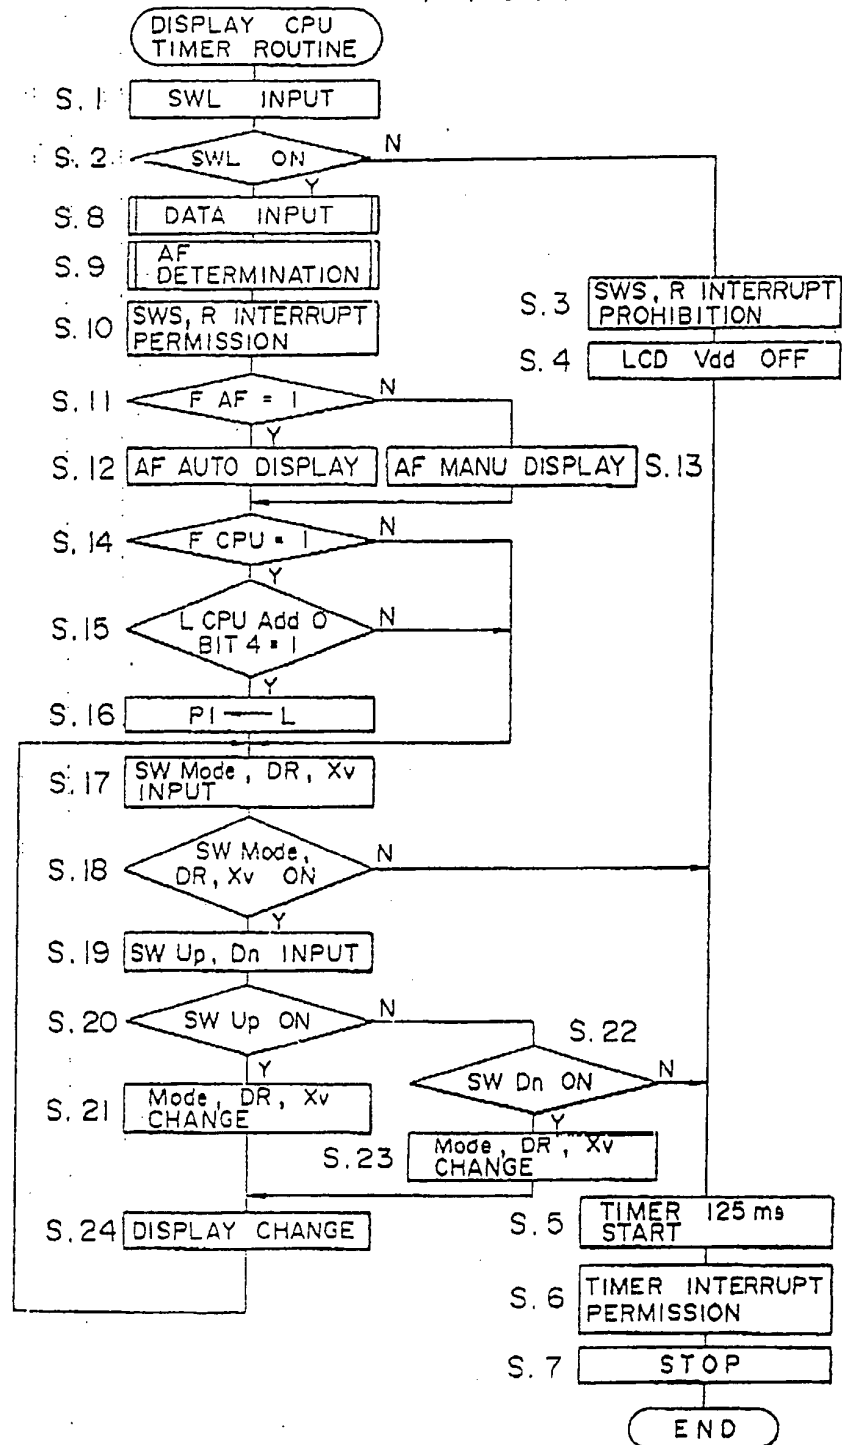 DISPLAY CPU
TIMER ROUTINE
S. 1
SWL INPUT
S. 2
SWL ON
N
Y
S. 8
DATA INPUT
S. 9
AF
DETERMINATION
S. 10
SWS, R INTERRUPT
PERMISSION
S. 3
SWS, R INTERRUPT
PROHIBITION
S. 4
LCD Vdd OFF
S. 11
F AF = 1
N
Y
S. 12
AF AUTO DISPLAY
AF MANU DISPLAY
S. 13
S. 14
F CPU = 1
N
Y
S. 15
L CPU Add 0
BIT 4 = 1
N
Y
S. 16
PI ← L
S. 17
SW Mode, DR, Xv
INPUT
S. 18
SW Mode,
DR, Xv ON
N
Y
S. 19
SW Up, Dn INPUT
S. 20
SW Up ON
N
Y
S. 22
SW Dn ON
N
Y
S. 21
Mode, DR, Xv
CHANGE
S. 23
Mode, DR, Xv
CHANGE
S. 24
DISPLAY CHANGE
S. 5
TIMER 125 ms
START
S. 6
TIMER INTERRUPT
PERMISSION
S. 7
STOP
END